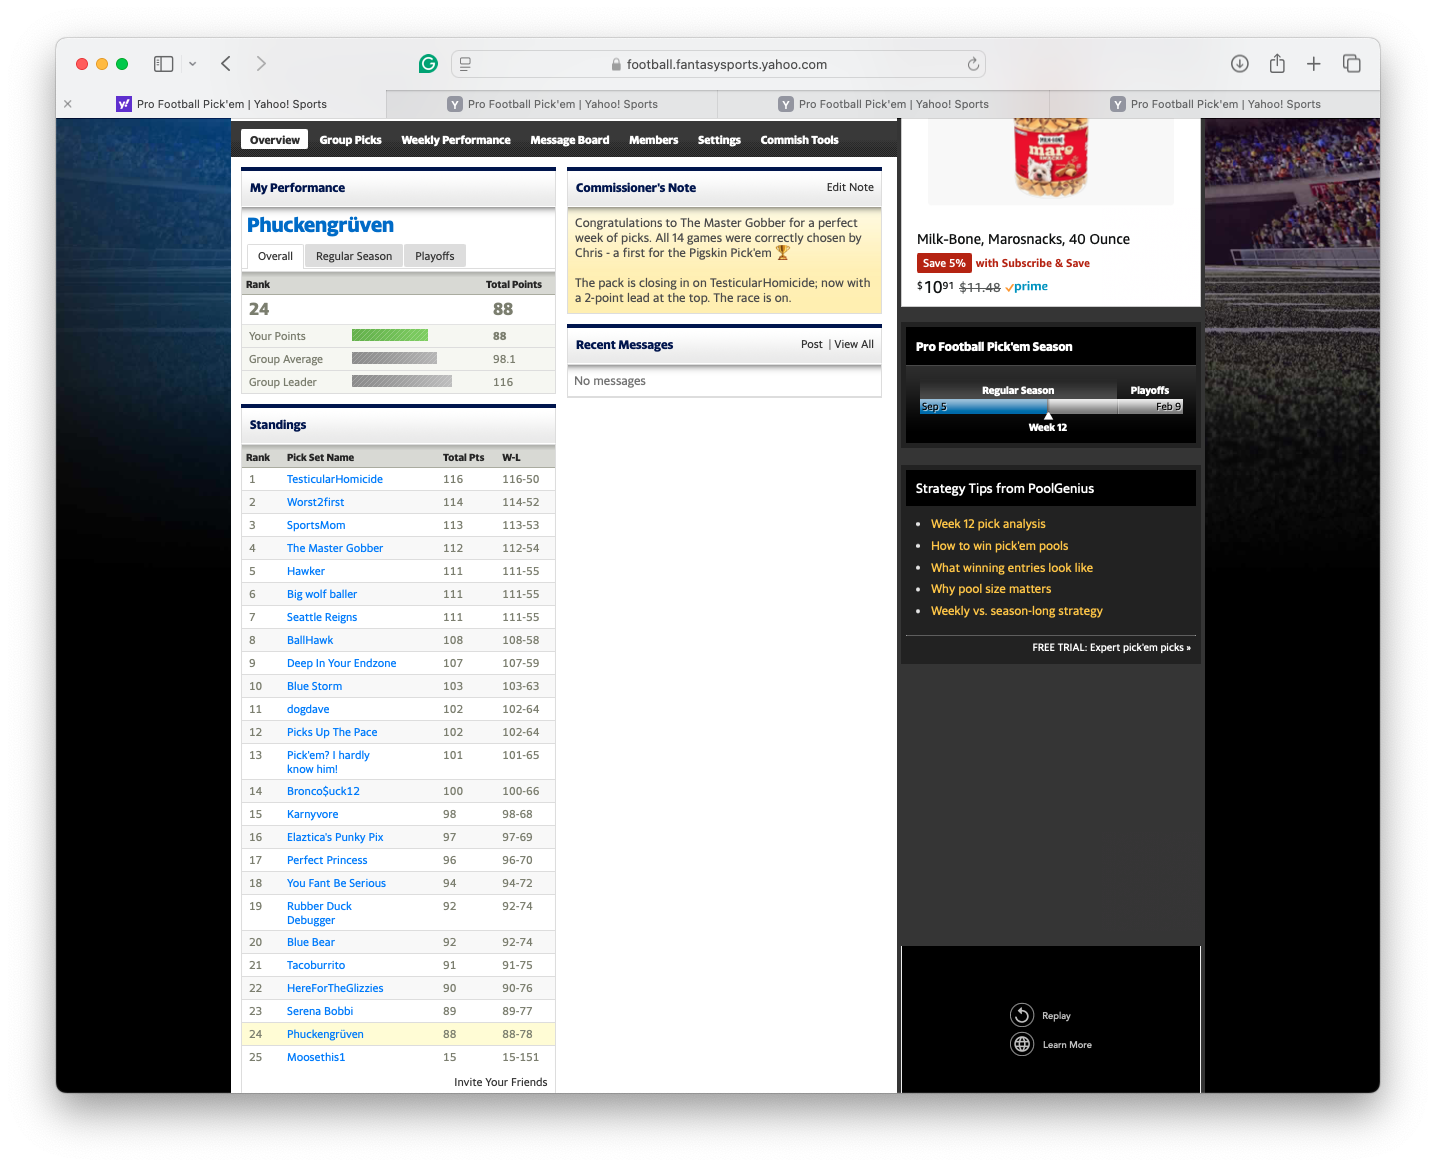 football.fantasysports.yahoo.com
Pro Football Pick'em | Yahoo! Sports
Pro Football Pick'em | Yahoo! Sports
Pro Football Pick'em | Yahoo! Sports
Pro Football Pick'em | Yahoo! Sports
Overview Group Picks Weekly Performance Message Board Members Settings Commish Tools
My Performance
Phuckengrüven
Overall Regular Season Playoffs
Rank Total Points
24 88
Your Points 88
Group Average 98.1
Group Leader 116
Standings
Rank Pick Set Name Total Pts W-L
1 TesticularHomicide 116 116-50
2 Worst2first 114 114-52
3 SportsMom 113 113-53
4 The Master Gobber 112 112-54
5 Hawker 111 111-55
6 Big wolf baller 111 111-55
7 Seattle Reigns 111 111-55
8 BallHawk 108 108-58
9 Deep In Your Endzone 107 107-59
10 Blue Storm 103 103-63
11 dogdave 102 102-64
12 Picks Up The Pace 102 102-64
13 Pick'em? I hardly 101 101-65
know him!
14 Bronco$uck12 100 100-66
15 Karnyvore 98 98-68
16 Elaztica's Punky Pix 97 97-69
17 Perfect Princess 96 96-70
18 You Fant Be Serious 94 94-72
19 Rubber Duck 92 92-74
Debugger
20 Blue Bear 92 92-74
21 Tacoburrito 91 91-75
22 HereForTheGlizzies 90 90-76
23 Serena Bobbi 89 89-77
24 Phuckengrüven 88 88-78
25 Moosethis1 15 15-151
Invite Your Friends
Commissioner's Note Edit Note
Congratulations to The Master Gobber for a perfect
week of picks. All 14 games were correctly chosen by
Chris - a first for the Pigskin Pick'em 🏆
The pack is closing in on TesticularHomicide; now with
a 2-point lead at the top. The race is on.
Recent Messages Post | View All
No messages
MILK-BONE
maro
SNACKS
Milk-Bone, Marosnacks, 40 Ounce
Save 5% with Subscribe & Save
$10 91 $11.48 prime
Pro Football Pick'em Season
Regular Season Playoffs
Sep 5 Feb 9
Week 12
Strategy Tips from PoolGenius
• Week 12 pick analysis
• How to win pick'em pools
• What winning entries look like
• Why pool size matters
• Weekly vs. season-long strategy
FREE TRIAL: Expert pick'em picks »
Replay
Learn More